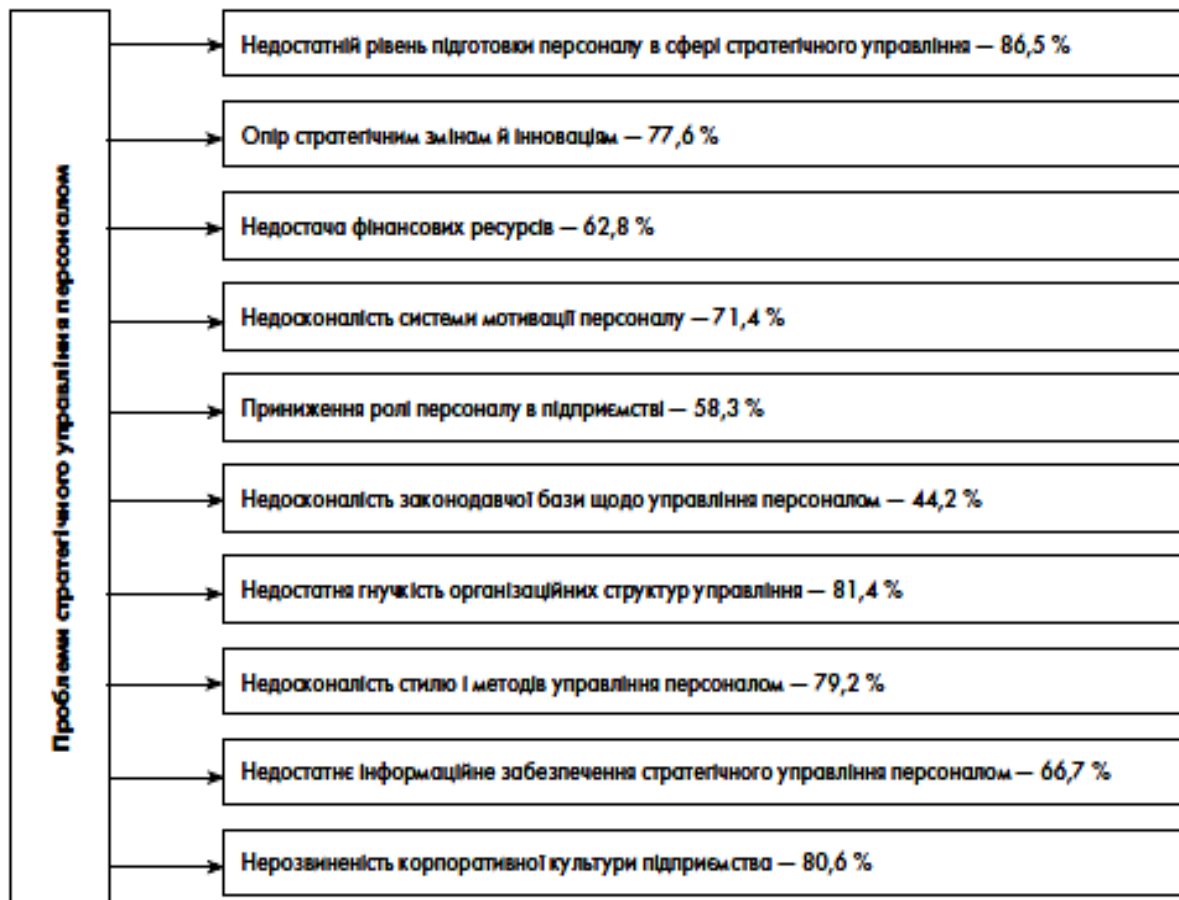 Проблеми стратегічного управління персоналом
Недостатній рівень підготовки персоналу в сфері стратегічного управління — 86,5 %
Опір стратегічним змінам й інноваціям — 77,6 %
Недостача фінансових ресурсів — 62,8 %
Недосконалість системи мотивації персоналу — 71,4 %
Приниження ролі персоналу в підприємстві — 58,3 %
Недосконалість законодавчої бази щодо управління персоналом — 44,2 %
Недостатня гнучкість організаційних структур управління — 81,4 %
Недосконалість стилю і методів управління персоналом — 79,2 %
Недостатнє інформаційне забезпечення стратегічного управління персоналом — 66,7 %
Нерозвиненість корпоративної культури підприємства — 80,6 %